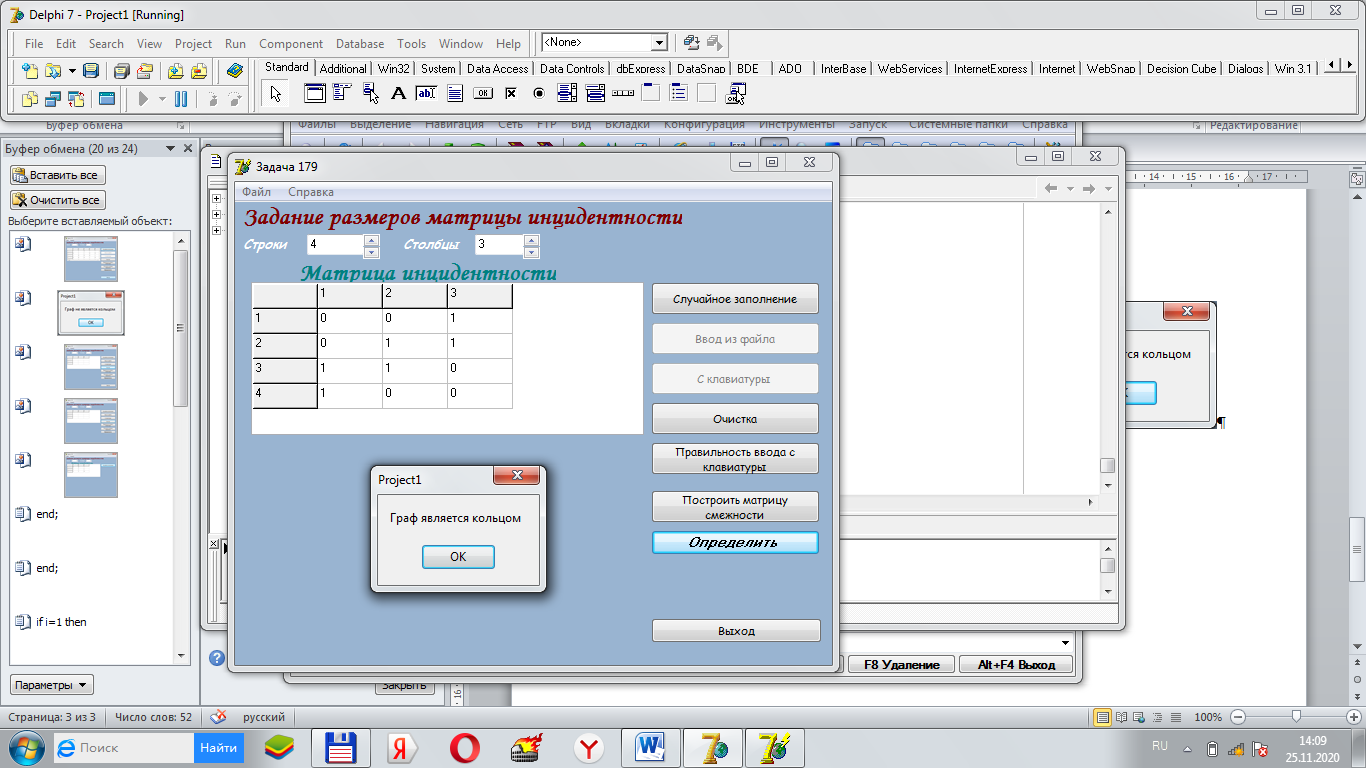 Delphi 7 - Project1 [Running]
File Edit Search View Project Run Component Database Tools Window Help <None>
Standard Additional Win32 System Data Access Data Controls dbExpress DataSnap BDE ADO InterBase WebServices InternetExpress Internet WebSnap Decision Cube Dialogs Win 3.1
Буфер обмена
Файлы Выделение Навигация Сеть FTP Вид Вкладки Конфигурация Инструменты Запуск Системные папки Справка
Редактирование
Буфер обмена (20 из 24)
Вставить все
Очистить все
Выберите вставляемый объект:
Project1
Граф не является кольцом
OK
end;
end;
if i=1 then
Параметры
Задача 179
Файл Справка
Задание размеров матрицы инцидентности
Строки 4 Столбцы 3
Матрица инцидентности
1 2 3
1 0 0 1
2 0 1 1
3 1 1 0
4 1 0 0
Случайное заполнение
Ввод из файла
С клавиатуры
Очистка
Правильность ввода с
клавиатуры
Построить матрицу
смежности
Определить
Выход
Project1
Граф является кольцом
OK
14 15 16 17
тся кольцом
¶
F8 Удаление Alt+F4 Выход
Закрыть
16
Страница: 3 из 3 Число слов: 52 русский 100%
Поиск Найти
RU
14:09
25.11.2020